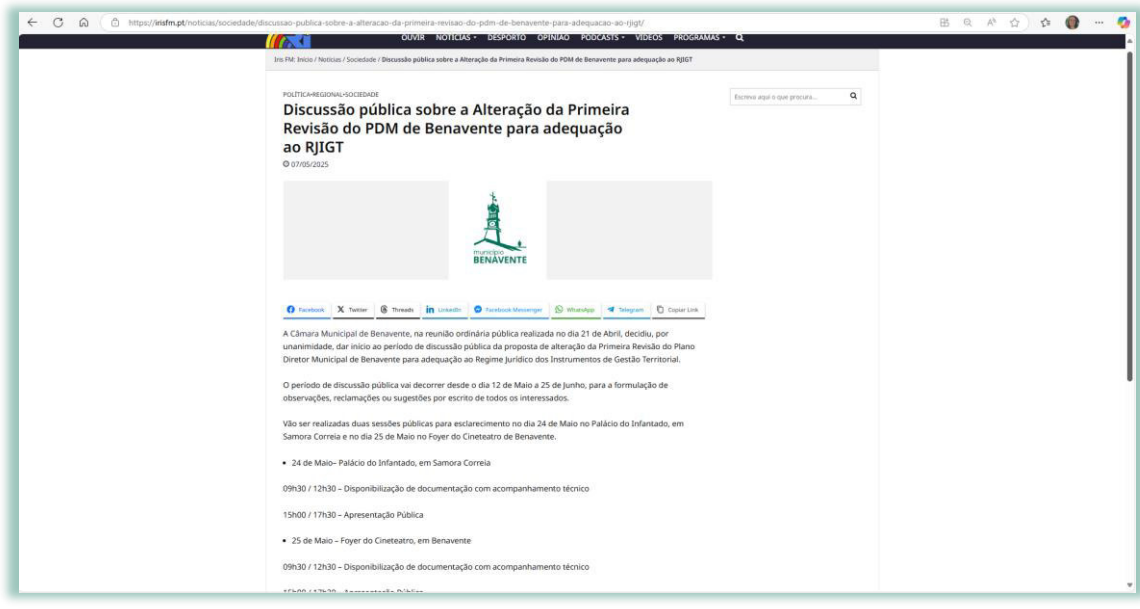 https://irisfm.pt/noticias/sociedade/discussao-publica-sobre-a-alteracao-da-primeira-revisao-do-pdm-de-benavente-para-adequacao-ao-rjigt/
OUVIR NOTÍCIAS DESPORTO OPINIÃO PODCASTS VÍDEOS PROGRAMAS
Iris FM: Início / Notícias / Sociedade / Discussão pública sobre a Alteração da Primeira Revisão do PDM de Benavente para adequação ao RJIGT
POLÍTICA•REGIONAL•SOCIEDADE
Escreva aqui o que procura...
Discussão pública sobre a Alteração da Primeira
Revisão do PDM de Benavente para adequação
ao RJIGT
07/05/2025
município
BENAVENTE
Facebook Twitter Threads LinkedIn Facebook Messenger WhatsApp Telegram Copiar Link
A Câmara Municipal de Benavente, na reunião ordinária pública realizada no dia 21 de Abril, decidiu, por
unanimidade, dar início ao período de discussão pública da proposta de alteração da Primeira Revisão do Plano
Diretor Municipal de Benavente para adequação ao Regime Jurídico dos Instrumentos de Gestão Territorial.
O período de discussão pública vai decorrer desde o dia 12 de Maio a 25 de Junho, para a formulação de
observações, reclamações ou sugestões por escrito de todos os interessados.
Vão ser realizadas duas sessões públicas para esclarecimento no dia 24 de Maio no Palácio do Infantado, em
Samora Correia e no dia 25 de Maio no Foyer do Cineteatro de Benavente.
• 24 de Maio– Palácio do Infantado, em Samora Correia
09h30 / 12h30 – Disponibilização de documentação com acompanhamento técnico
15h00 / 17h30 – Apresentação Pública
• 25 de Maio – Foyer do Cineteatro, em Benavente
09h30 / 12h30 – Disponibilização de documentação com acompanhamento técnico
15h00 / 17h30 – Apresentação Pública